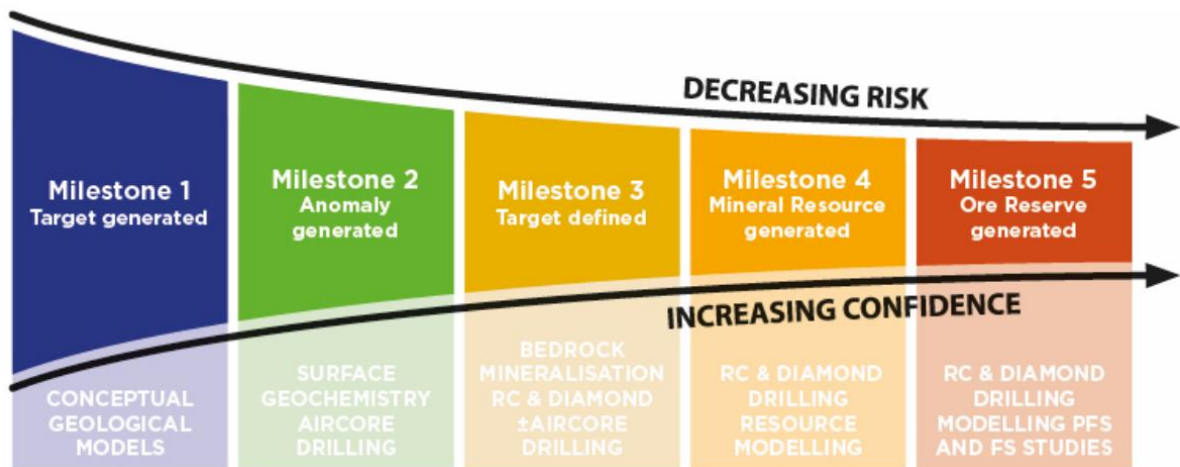 DECREASING RISK
Milestone 1
Target generated
Milestone 2
Anomaly
generated
Milestone 3
Target defined
Milestone 4
Mineral Resource
generated
Milestone 5
Ore Reserve
generated
INCREASING CONFIDENCE
CONCEPTUAL
GEOLOGICAL
MODELS
SURFACE
GEOCHEMISTRY
AIRCORE
DRILLING
BEDROCK
MINERALISATION
RC & DIAMOND
±AIRCORE
DRILLING
RC & DIAMOND
DRILLING
RESOURCE
MODELLING
RC & DIAMOND
DRILLING
MODELLING PFS
AND FS STUDIES